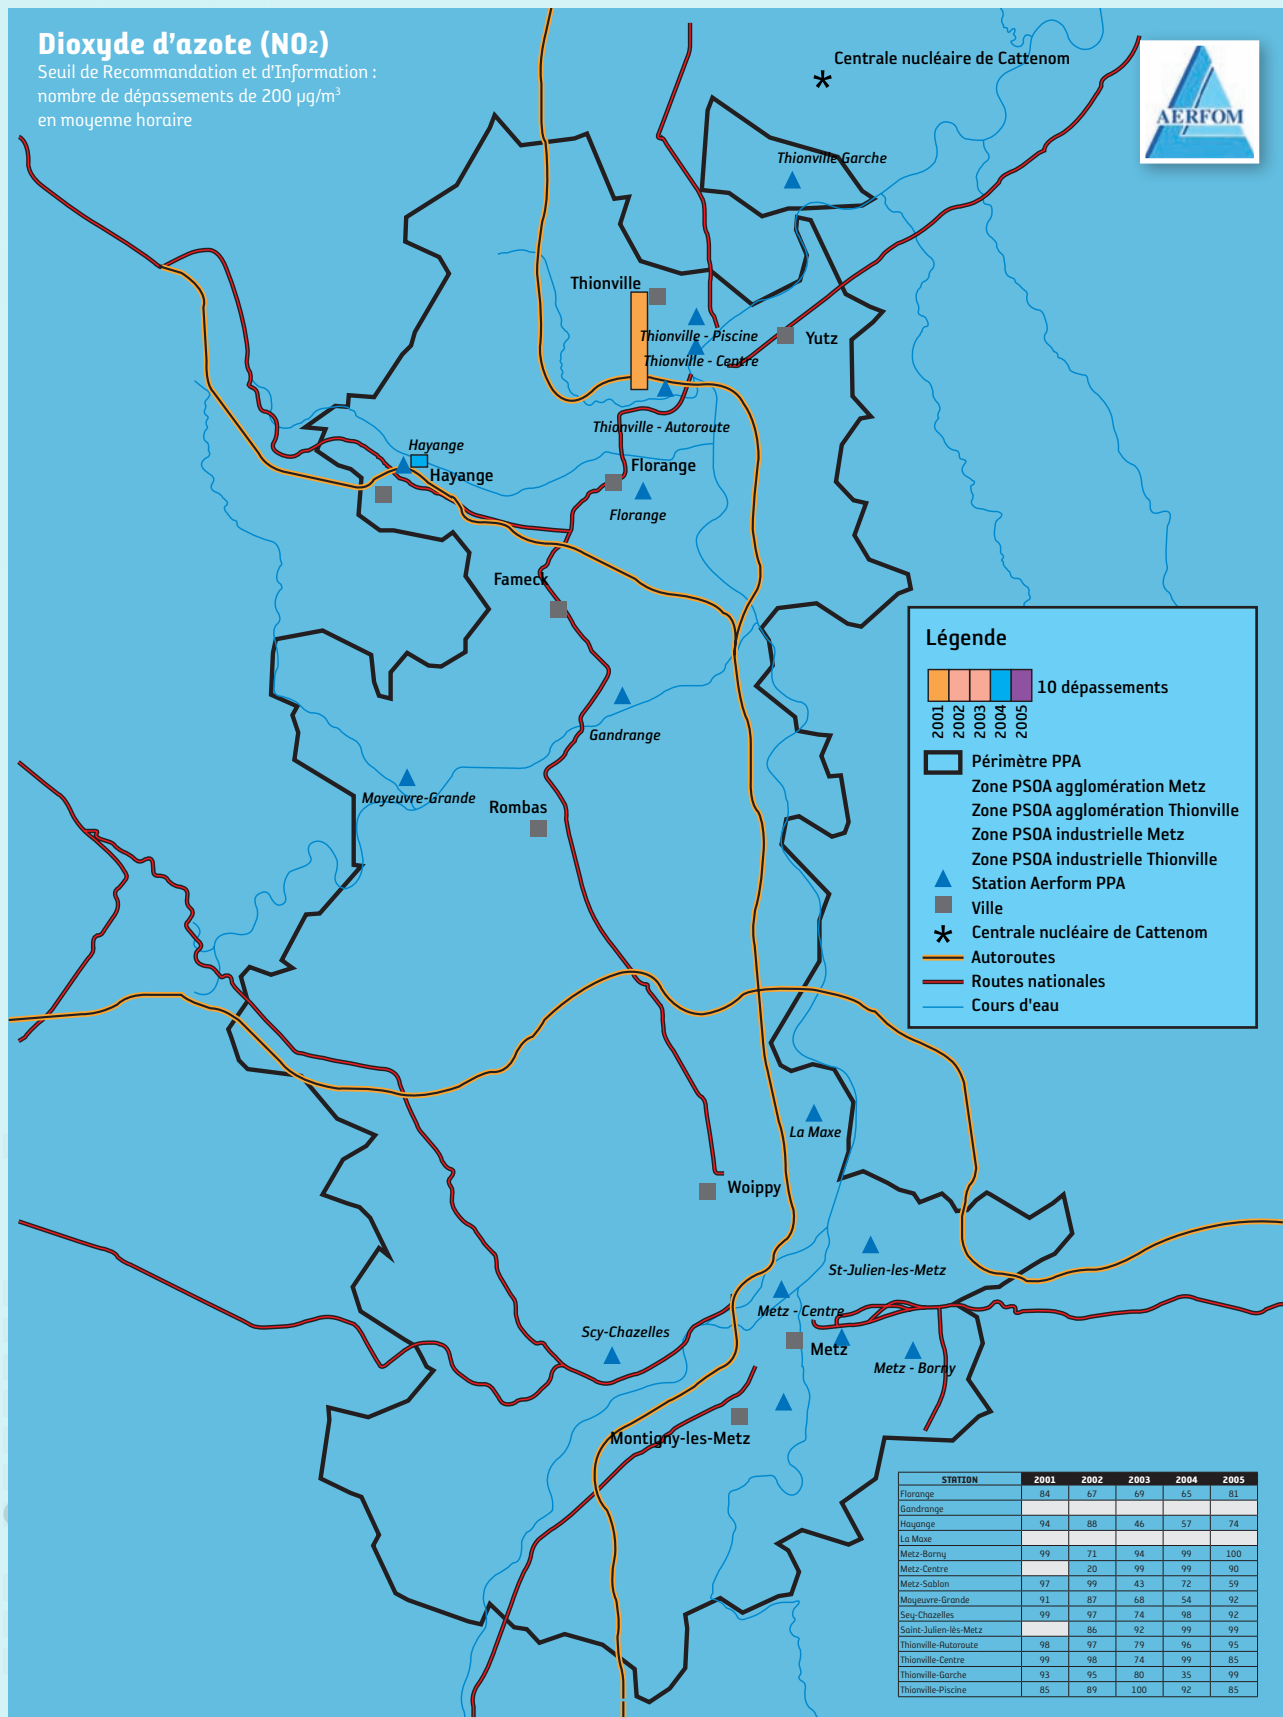 Dioxyde d'azote (NO₂)
Seuil de Recommandation et d'Information :
nombre de dépassements de 200 µg/m³
en moyenne horaire
Centrale nucléaire de Cattenom
AERFOM
Thionville Garche
Thionville
Thionville - Piscine
Yutz
Thionville - Centre
Thionville - Autoroute
Hayange
Hayange
Florange
Florange
Fameck
Gandrange
Moyeuvre-Grande
Rombas
Légende
10 dépassements
2001 2002 2003 2004 2005
Périmètre PPA
Zone PSQA agglomération Metz
Zone PSQA agglomération Thionville
Zone PSQA industrielle Metz
Zone PSQA industrielle Thionville
Station Aerform PPA
Ville
Centrale nucléaire de Cattenom
Autoroutes
Routes nationales
Cours d'eau
La Maxe
Woippy
St-Julien-les-Metz
Metz - Centre
Scy-Chazelles
Metz
Metz - Borny
Montigny-les-Metz
STATION 2001 2002 2003 2004 2005
Florange 84 67 69 65 81
Gandrange
Hayange 94 88 46 57 74
La Maxe
Metz-Borny 99 71 94 99 100
Metz-Centre 20 99 99 90
Metz-Sablon 97 99 43 72 59
Moyeuvre-Grande 91 87 68 54 92
Sey-Chazelles 99 97 74 98 92
Saint-Julien-lès-Metz 86 92 99 99
Thionville-Autoroute 98 97 79 96 95
Thionville-Centre 99 98 74 99 85
Thionville-Garche 93 95 80 35 99
Thionville-Piscine 85 89 100 92 85